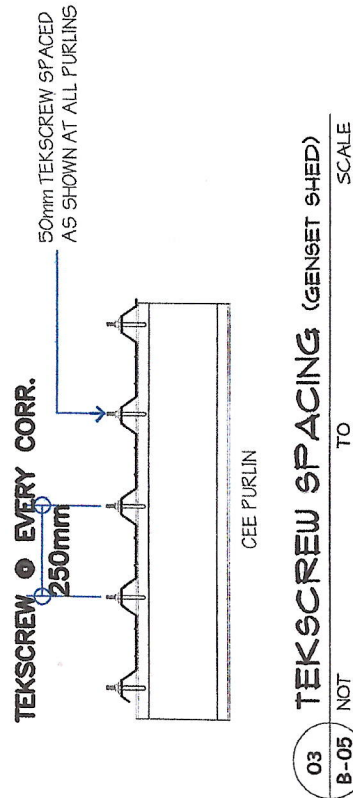 TEKSCREW @ EVERY CORR.
250mm
50mm TEKSCREW SPACED
AS SHOWN AT ALL PURLINS
CEE PURLIN
03
B-05
TEKSCREW SPACING (GENSET SHED)
NOT TO SCALE